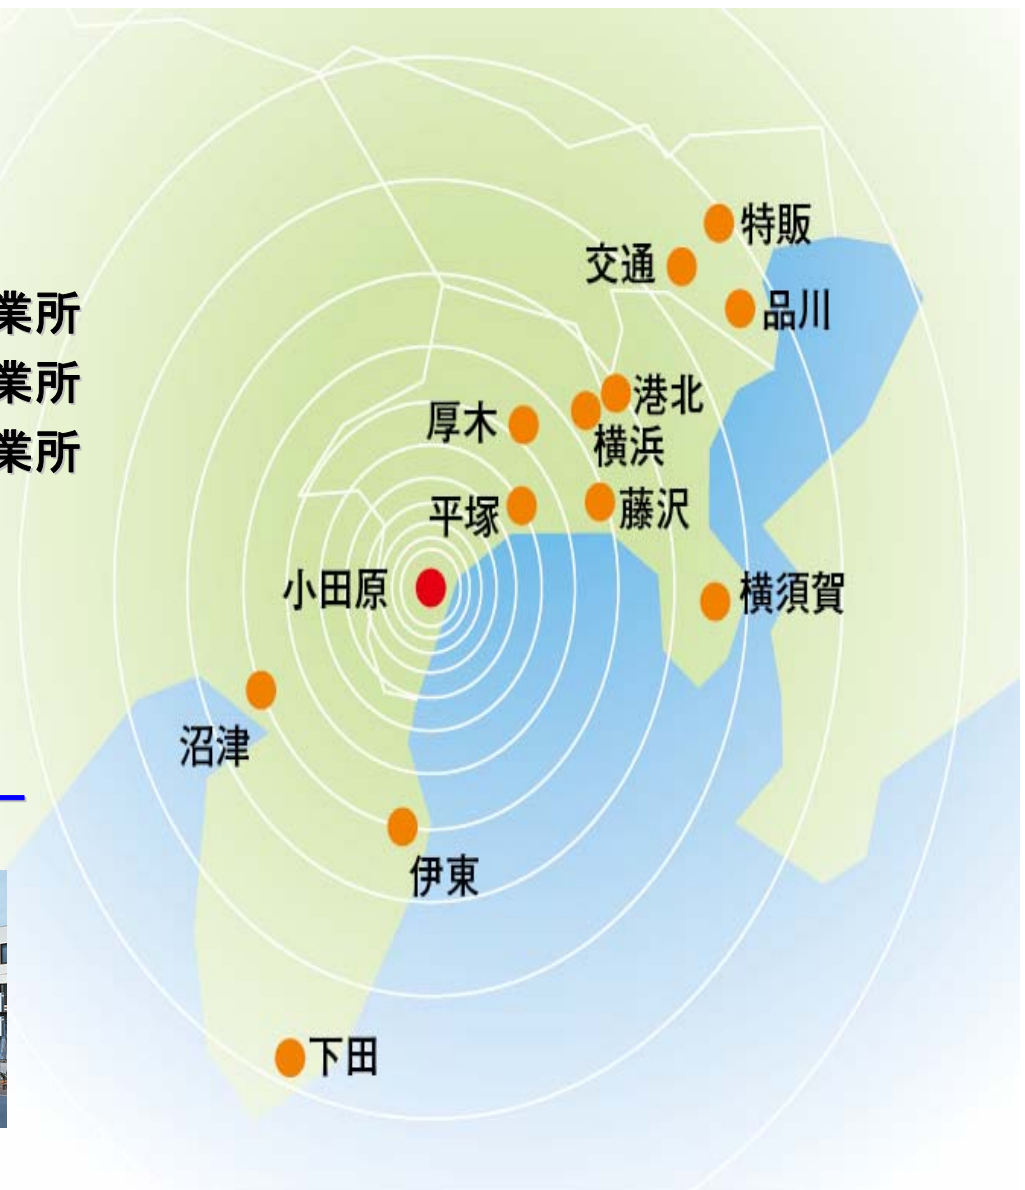 業所
業所
業所
特販
交通
品川
港北
厚木
横浜
平塚
藤沢
小田原
横須賀
沼津
伊東
下田